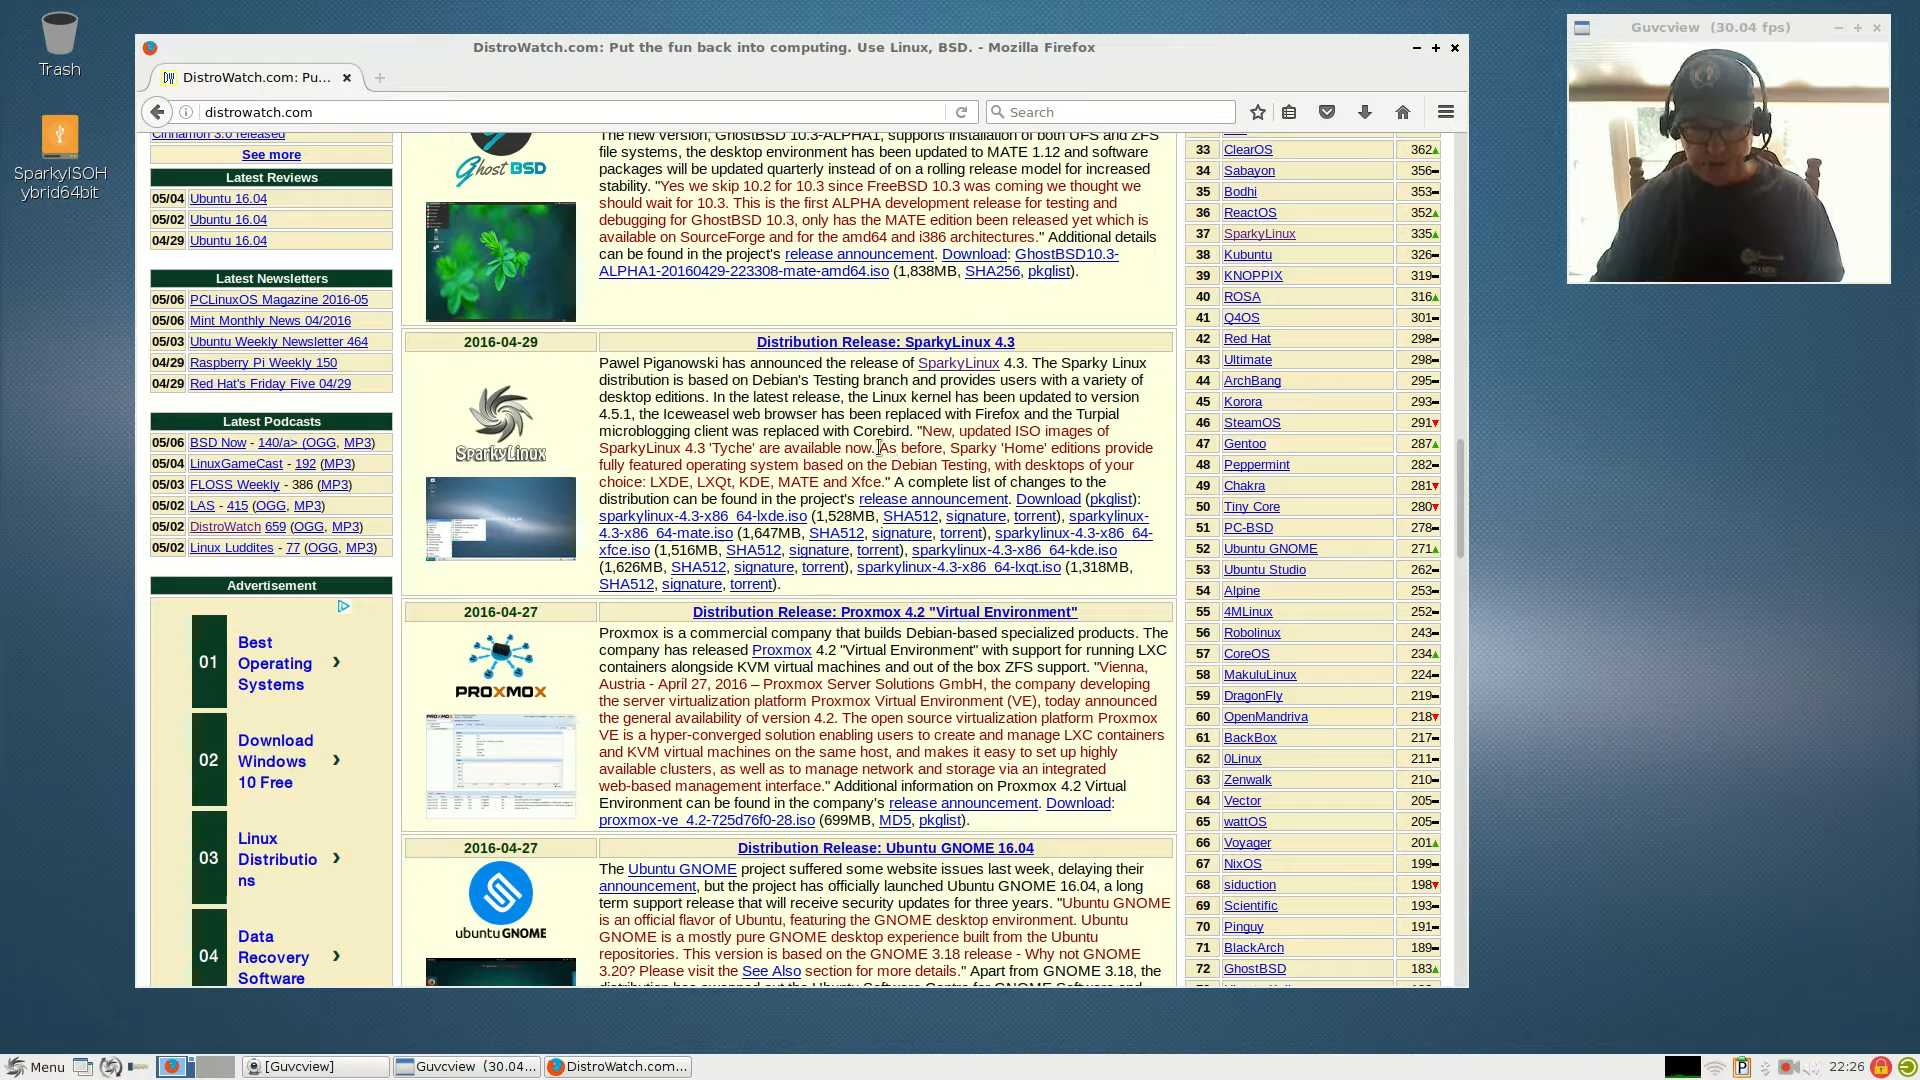 Trash
SparkyISOH
ybrid64bit
DistroWatch.com: Put the fun back into computing. Use Linux, BSD. - Mozilla Firefox
DW DistroWatch.com: Pu...
distrowatch.com
Search
Guvcview (30.04 fps)
Cinnamon 3.0 released
See more
Latest Reviews
05/04 Ubuntu 16.04
05/02 Ubuntu 16.04
04/29 Ubuntu 16.04
Latest Newsletters
05/06 PCLinuxOS Magazine 2016-05
05/06 Mint Monthly News 04/2016
05/03 Ubuntu Weekly Newsletter 464
04/29 Raspberry Pi Weekly 150
04/29 Red Hat's Friday Five 04/29
Latest Podcasts
05/06 BSD Now - 140/a> (OGG, MP3)
05/04 LinuxGameCast - 192 (MP3)
05/03 FLOSS Weekly - 386 (MP3)
05/02 LAS - 415 (OGG, MP3)
05/02 DistroWatch 659 (OGG, MP3)
05/02 Linux Luddites - 77 (OGG, MP3)
Advertisement
01 Best
Operating
Systems
02 Download
Windows
10 Free
03 Linux
Distributio
ns
04 Data
Recovery
Software
Ghost BSD
The new version, GhostBSD 10.3-ALPHA1, supports installation of both UFS and ZFS
file systems, the desktop environment has been updated to MATE 1.12 and software
packages will be updated quarterly instead of on a rolling release model for increased
stability. "Yes we skip 10.2 for 10.3 since FreeBSD 10.3 was coming we thought we
should wait for 10.3. This is the first ALPHA development release for testing and
debugging for GhostBSD 10.3, only has the MATE edition been released yet which is
available on SourceForge and for the amd64 and i386 architectures." Additional details
can be found in the project's release announcement. Download: GhostBSD10.3-
ALPHA1-20160429-223308-mate-amd64.iso (1,838MB, SHA256, pkglist).
2016-04-29
Distribution Release: SparkyLinux 4.3
SparkyLinux
Pawel Piganowski has announced the release of SparkyLinux 4.3. The Sparky Linux
distribution is based on Debian's Testing branch and provides users with a variety of
desktop editions. In the latest release, the Linux kernel has been updated to version
4.5.1, the Iceweasel web browser has been replaced with Firefox and the Turpial
microblogging client was replaced with Corebird. "New, updated ISO images of
SparkyLinux 4.3 'Tyche' are available now. As before, Sparky 'Home' editions provide
fully featured operating system based on the Debian Testing, with desktops of your
choice: LXDE, LXQt, KDE, MATE and Xfce." A complete list of changes to the
distribution can be found in the project's release announcement. Download (pkglist):
sparkylinux-4.3-x86_64-lxde.iso (1,528MB, SHA512, signature, torrent), sparkylinux-
4.3-x86_64-mate.iso (1,647MB, SHA512, signature, torrent), sparkylinux-4.3-x86_64-
xfce.iso (1,516MB, SHA512, signature, torrent), sparkylinux-4.3-x86_64-kde.iso
(1,626MB, SHA512, signature, torrent), sparkylinux-4.3-x86_64-lxqt.iso (1,318MB,
SHA512, signature, torrent).
2016-04-27
Distribution Release: Proxmox 4.2 "Virtual Environment"
PROXMOX
Proxmox is a commercial company that builds Debian-based specialized products. The
company has released Proxmox 4.2 "Virtual Environment" with support for running LXC
containers alongside KVM virtual machines and out of the box ZFS support. "Vienna,
Austria - April 27, 2016 – Proxmox Server Solutions GmbH, the company developing
the server virtualization platform Proxmox Virtual Environment (VE), today announced
the general availability of version 4.2. The open source virtualization platform Proxmox
VE is a hyper-converged solution enabling users to create and manage LXC containers
and KVM virtual machines on the same host, and makes it easy to set up highly
available clusters, as well as to manage network and storage via an integrated
web-based management interface." Additional information on Proxmox 4.2 Virtual
Environment can be found in the company's release announcement. Download:
proxmox-ve_4.2-725d76f0-28.iso (699MB, MD5, pkglist).
2016-04-27
Distribution Release: Ubuntu GNOME 16.04
ubuntu GNOME
The Ubuntu GNOME project suffered some website issues last week, delaying their
announcement, but the project has officially launched Ubuntu GNOME 16.04, a long
term support release that will receive security updates for three years. "Ubuntu GNOME
is an official flavor of Ubuntu, featuring the GNOME desktop environment. Ubuntu
GNOME is a mostly pure GNOME desktop experience built from the Ubuntu
repositories. This version is based on the GNOME 3.18 release - Why not GNOME
3.20? Please visit the See Also section for more details." Apart from GNOME 3.18, the
33 ClearOS 362
34 Sabayon 356
35 Bodhi 353
36 ReactOS 352
37 SparkyLinux 335
38 Kubuntu 326
39 KNOPPIX 319
40 ROSA 316
41 Q4OS 301
42 Red Hat 298
43 Ultimate 298
44 ArchBang 295
45 Korora 293
46 SteamOS 291
47 Gentoo 287
48 Peppermint 282
49 Chakra 281
50 Tiny Core 280
51 PC-BSD 278
52 Ubuntu GNOME 271
53 Ubuntu Studio 262
54 Alpine 253
55 4MLinux 252
56 Robolinux 243
57 CoreOS 234
58 MakuluLinux 224
59 DragonFly 219
60 OpenMandriva 218
61 BackBox 217
62 0Linux 211
63 Zenwalk 210
64 Vector 205
65 wattOS 205
66 Voyager 201
67 NixOS 199
68 siduction 198
69 Scientific 193
70 Pinguy 191
71 BlackArch 189
72 GhostBSD 183
Menu
[Guvcview]
Guvcview (30.04...
DistroWatch.com...
22:26